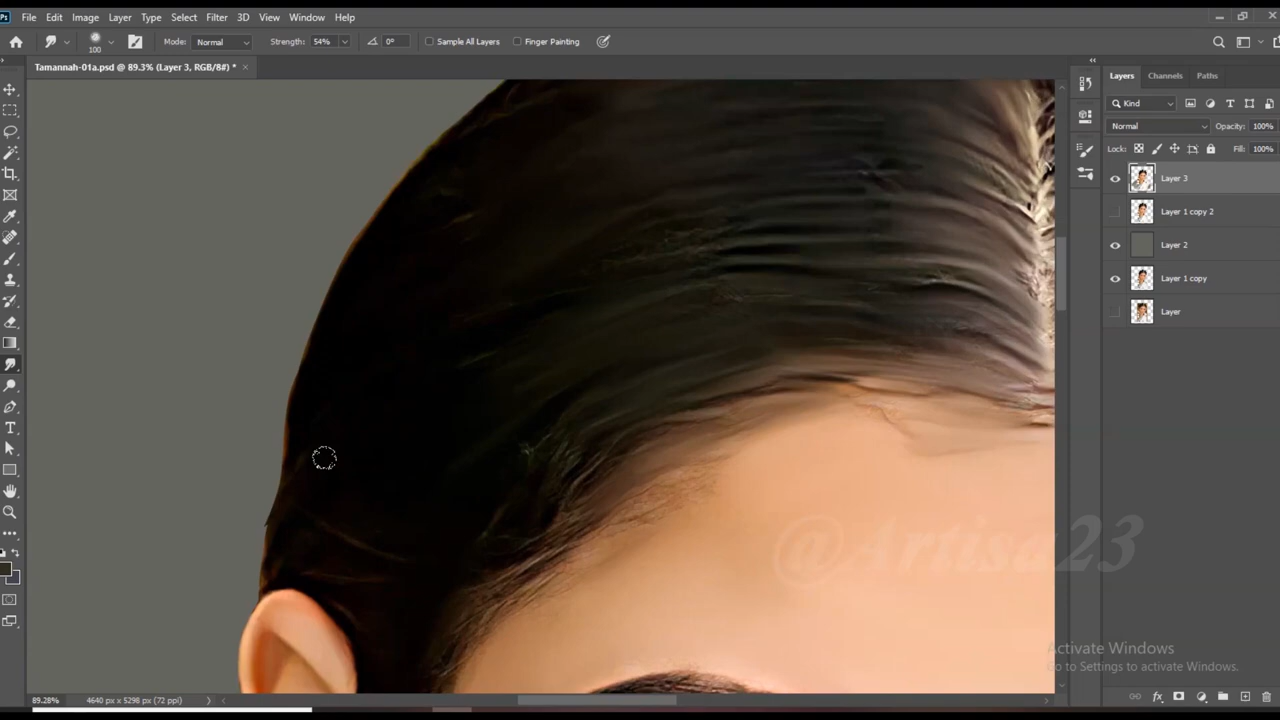 Ps File Edit Image Layer Type Select Filter 3D View Window Help
100 Mode: Normal Strength: 54% 0° Sample All Layers Finger Painting
Tamannah-01a.psd @ 89.3% (Layer 3, RGB/8#) * ×
Layers Channels Paths
Kind
Normal Opacity: 100%
Lock: Fill: 100%
Layer 3
Layer 1 copy 2
Layer 2
Layer 1 copy
Layer
@Artisa23
Activate Windows
Go to Settings to activate Windows.
89.28% 4640 px x 5298 px (72 ppi)